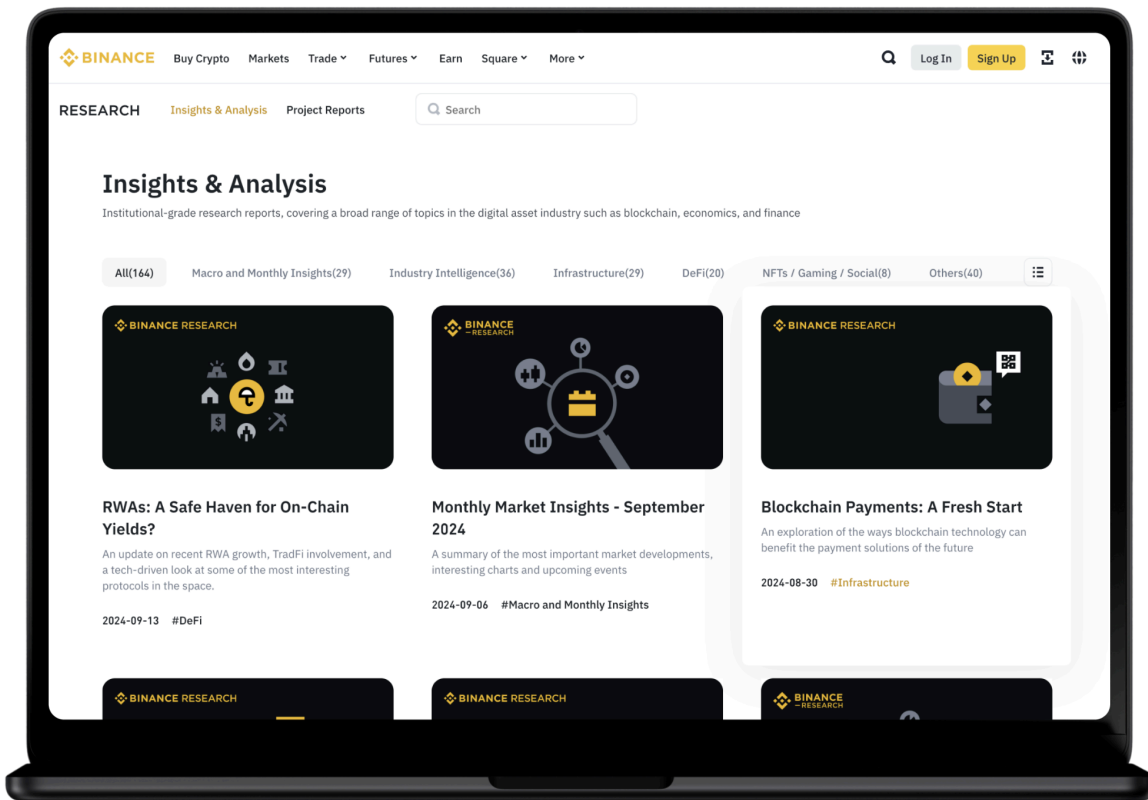 BINANCE Buy Crypto Markets Trade Futures Earn Square More Log In Sign Up
RESEARCH Insights & Analysis Project Reports Search
Insights & Analysis
Institutional-grade research reports, covering a broad range of topics in the digital asset industry such as blockchain, economics, and finance
All(164) Macro and Monthly Insights(29) Industry Intelligence(36) Infrastructure(29) DeFi(20) NFTs / Gaming / Social(8) Others(40)
BINANCE RESEARCH
$
RWAs: A Safe Haven for On-Chain
Yields?
An update on recent RWA growth, TradFi involvement, and
a tech-driven look at some of the most interesting
protocols in the space.
2024-09-13 #DeFi
BINANCE
RESEARCH
Monthly Market Insights - September
2024
A summary of the most important market developments,
interesting charts and upcoming events
2024-09-06 #Macro and Monthly Insights
BINANCE RESEARCH
Blockchain Payments: A Fresh Start
An exploration of the ways blockchain technology can
benefit the payment solutions of the future
2024-08-30 #Infrastructure
BINANCE RESEARCH
BINANCE RESEARCH
BINANCE
RESEARCH